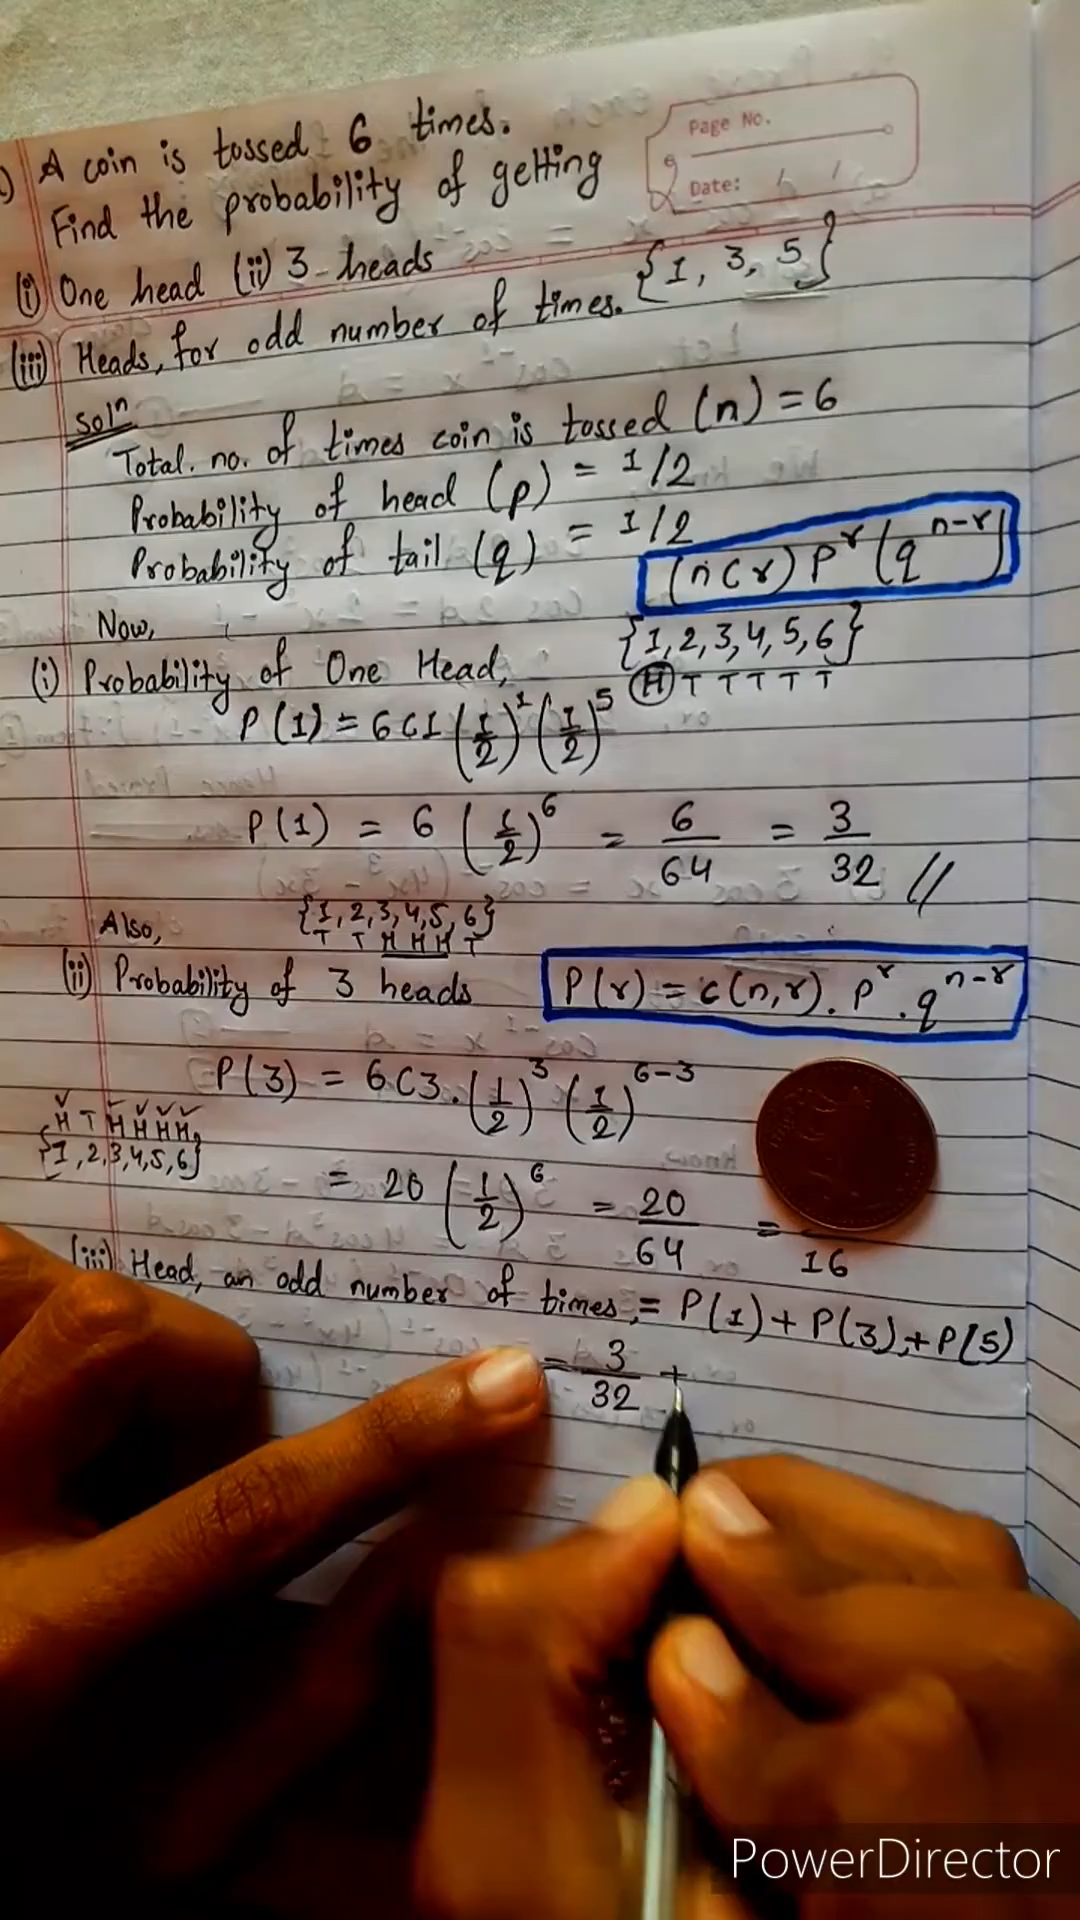 Page No.
Date: / /
) A coin is tossed 6 times.
Find the probability of getting
(i) One head (ii) 3 heads
(iii) Heads, for odd number of times. {1, 3, 5}
Solⁿ
Total. no. of times coin is tossed (n) = 6
Probability of head (p) = 1/2
Probability of tail (q) = 1/2
(nCr) P^r (q^n-r)
Now,
{1,2,3,4,5,6}
(i) Probability of One Head, H T T T T T
P(1) = 6C1 (1/2)^1 (1/2)^5
P(1) = 6 (1/2)^6 = 6/64 = 3/32 //
Also, {1,2,3,4,5,6}
T T H H H T
(ii) Probability of 3 heads
P(r) = c(n,r). P^r . q^n-r
P(3) = 6C3. (1/2)^3 (1/2)^6-3
H T H H H H
{1,2,3,4,5,6}
= 20 (1/2)^6 = 20/64 = /16
(iii) Head, an odd number of times, = P(1) + P(3) + P(5)
= 3/32 +
PowerDirector